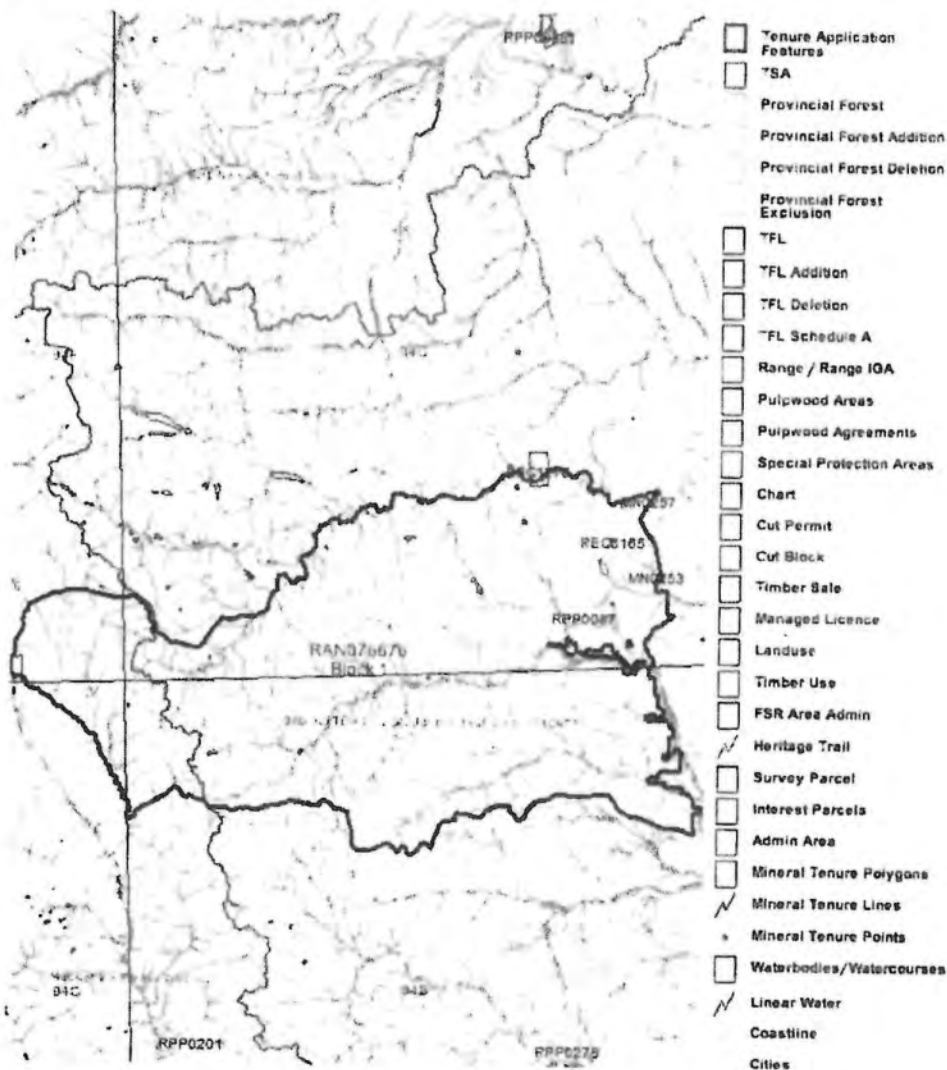 Tenure Application
Features
TSA
Provincial Forest
Provincial Forest Addition
Provincial Forest Deletion
Provincial Forest
Exclusion
TFL
TFL Addition
TFL Deletion
TFL Schedule A
Range / Range IGA
Pulpwood Areas
Pulpwood Agreements
Special Protection Areas
Chart
Cut Permit
Cut Block
Timber Sale
Managed Licence
Landuse
Timber Use
FSR Area Admin
Heritage Trail
Survey Parcel
Interest Parcels
Admin Area
Mineral Tenure Polygons
Mineral Tenure Lines
Mineral Tenure Points
Waterbodies/Watercourses
Linear Water
Coastline
Cities
MN0253
RPP0087
Block 1
94B
RPP0201